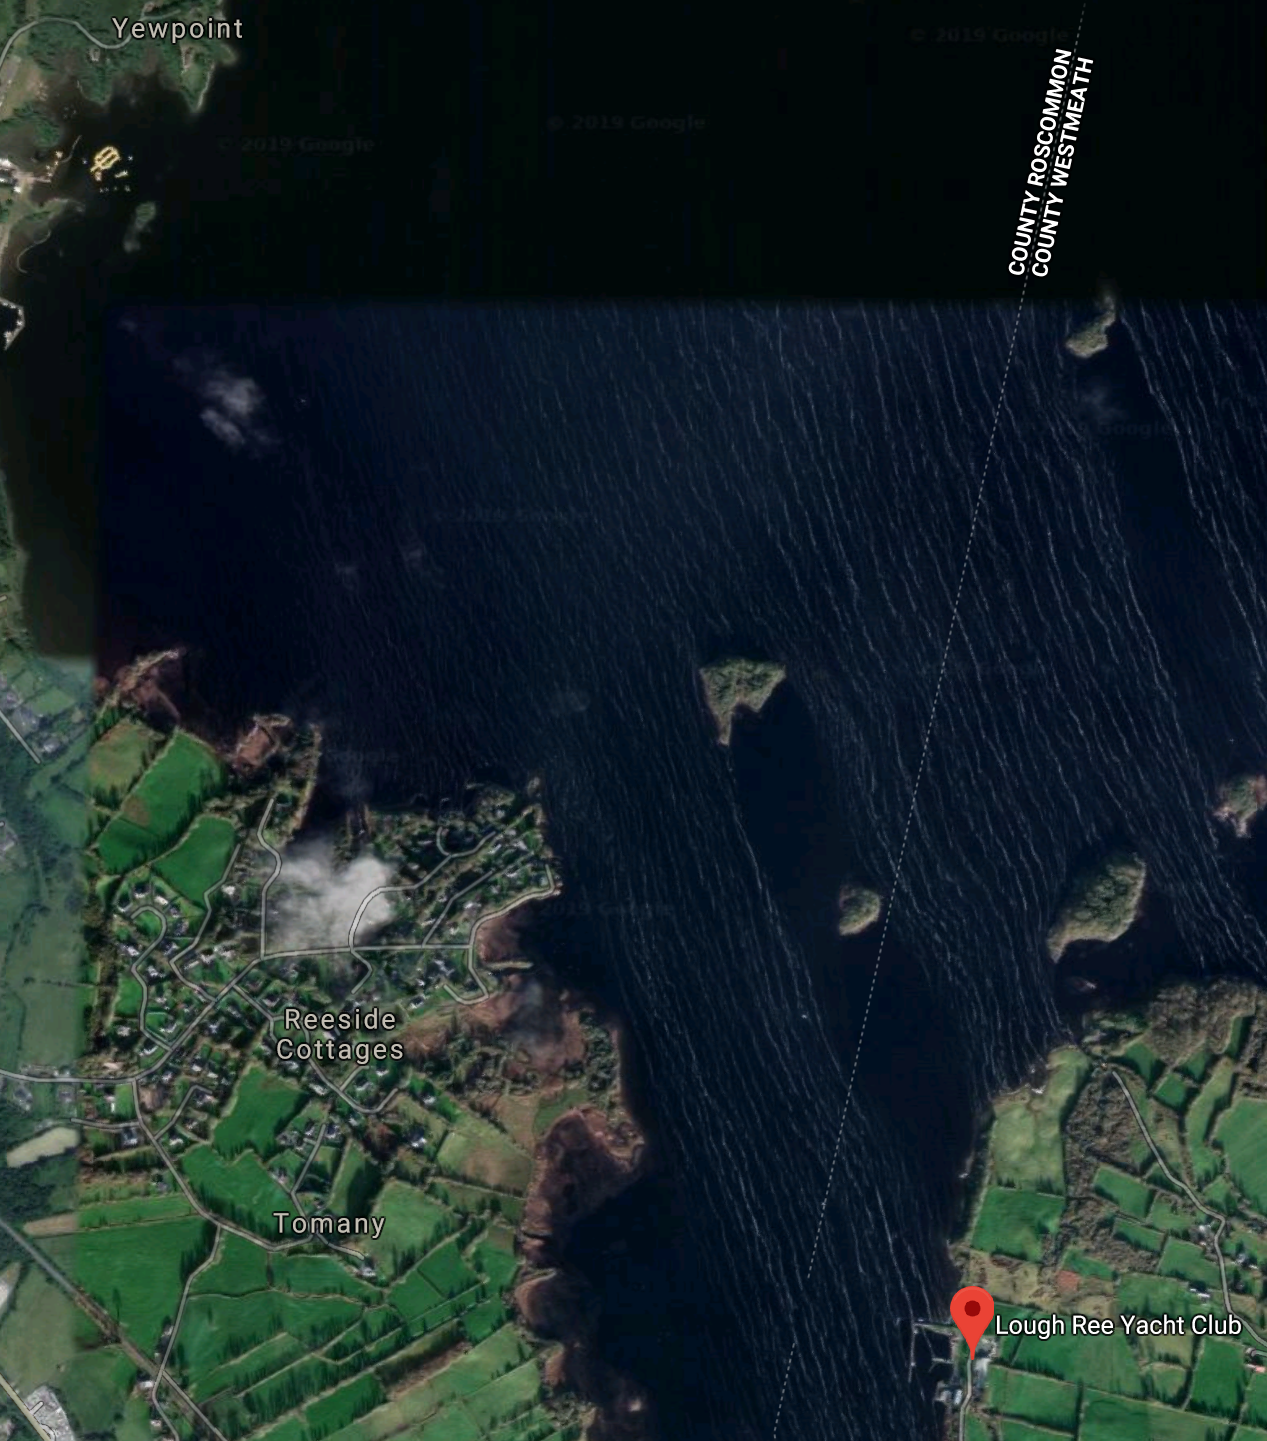 Yewpoint
© 2019 Google
© 2019 Google
© 2019 Google
COUNTY ROSCOMMON
COUNTY WESTMEATH
Reeside
Cottages
Tomany
Lough Ree Yacht Club